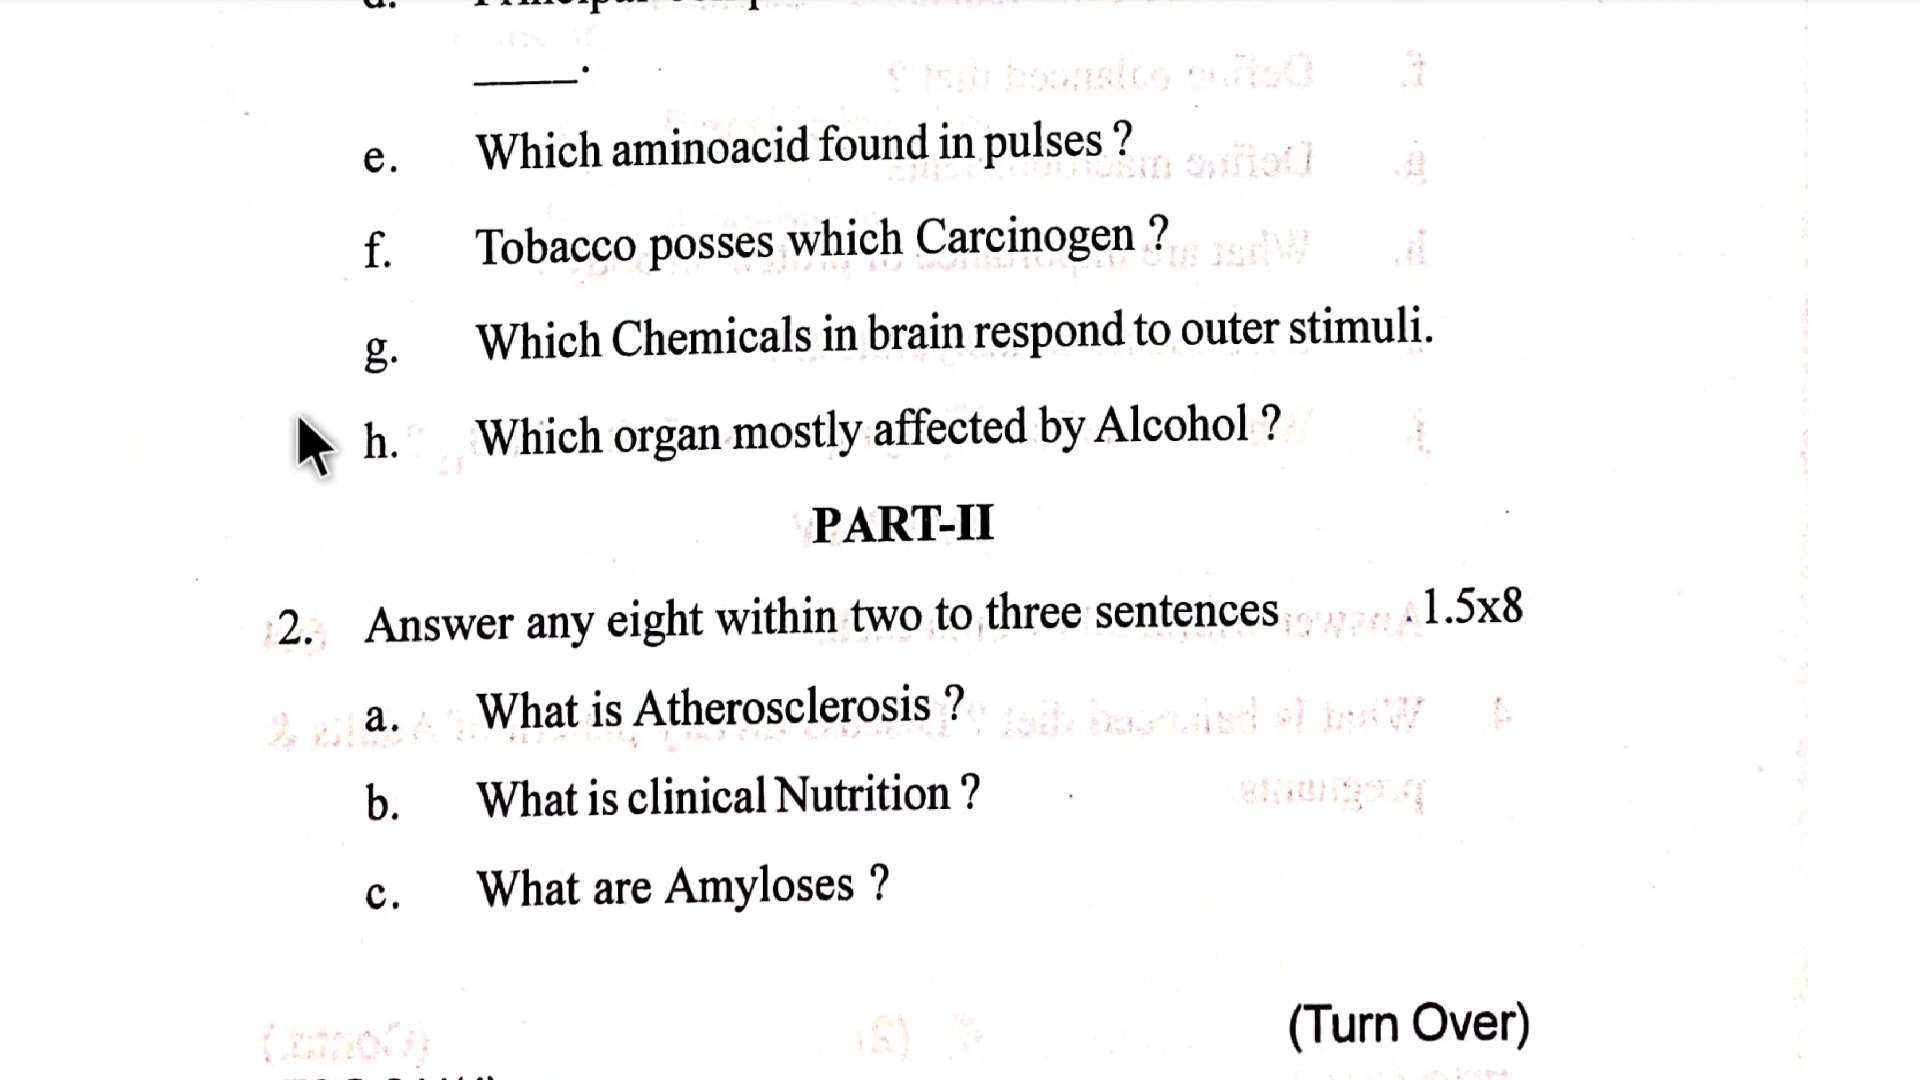 _____.
e. Which aminoacid found in pulses ?
f. Tobacco posses which Carcinogen ?
g. Which Chemicals in brain respond to outer stimuli.
h. Which organ mostly affected by Alcohol ?
PART-II
2. Answer any eight within two to three sentences 1.5x8
a. What is Atherosclerosis ?
b. What is clinical Nutrition ?
c. What are Amyloses ?
(Turn Over)